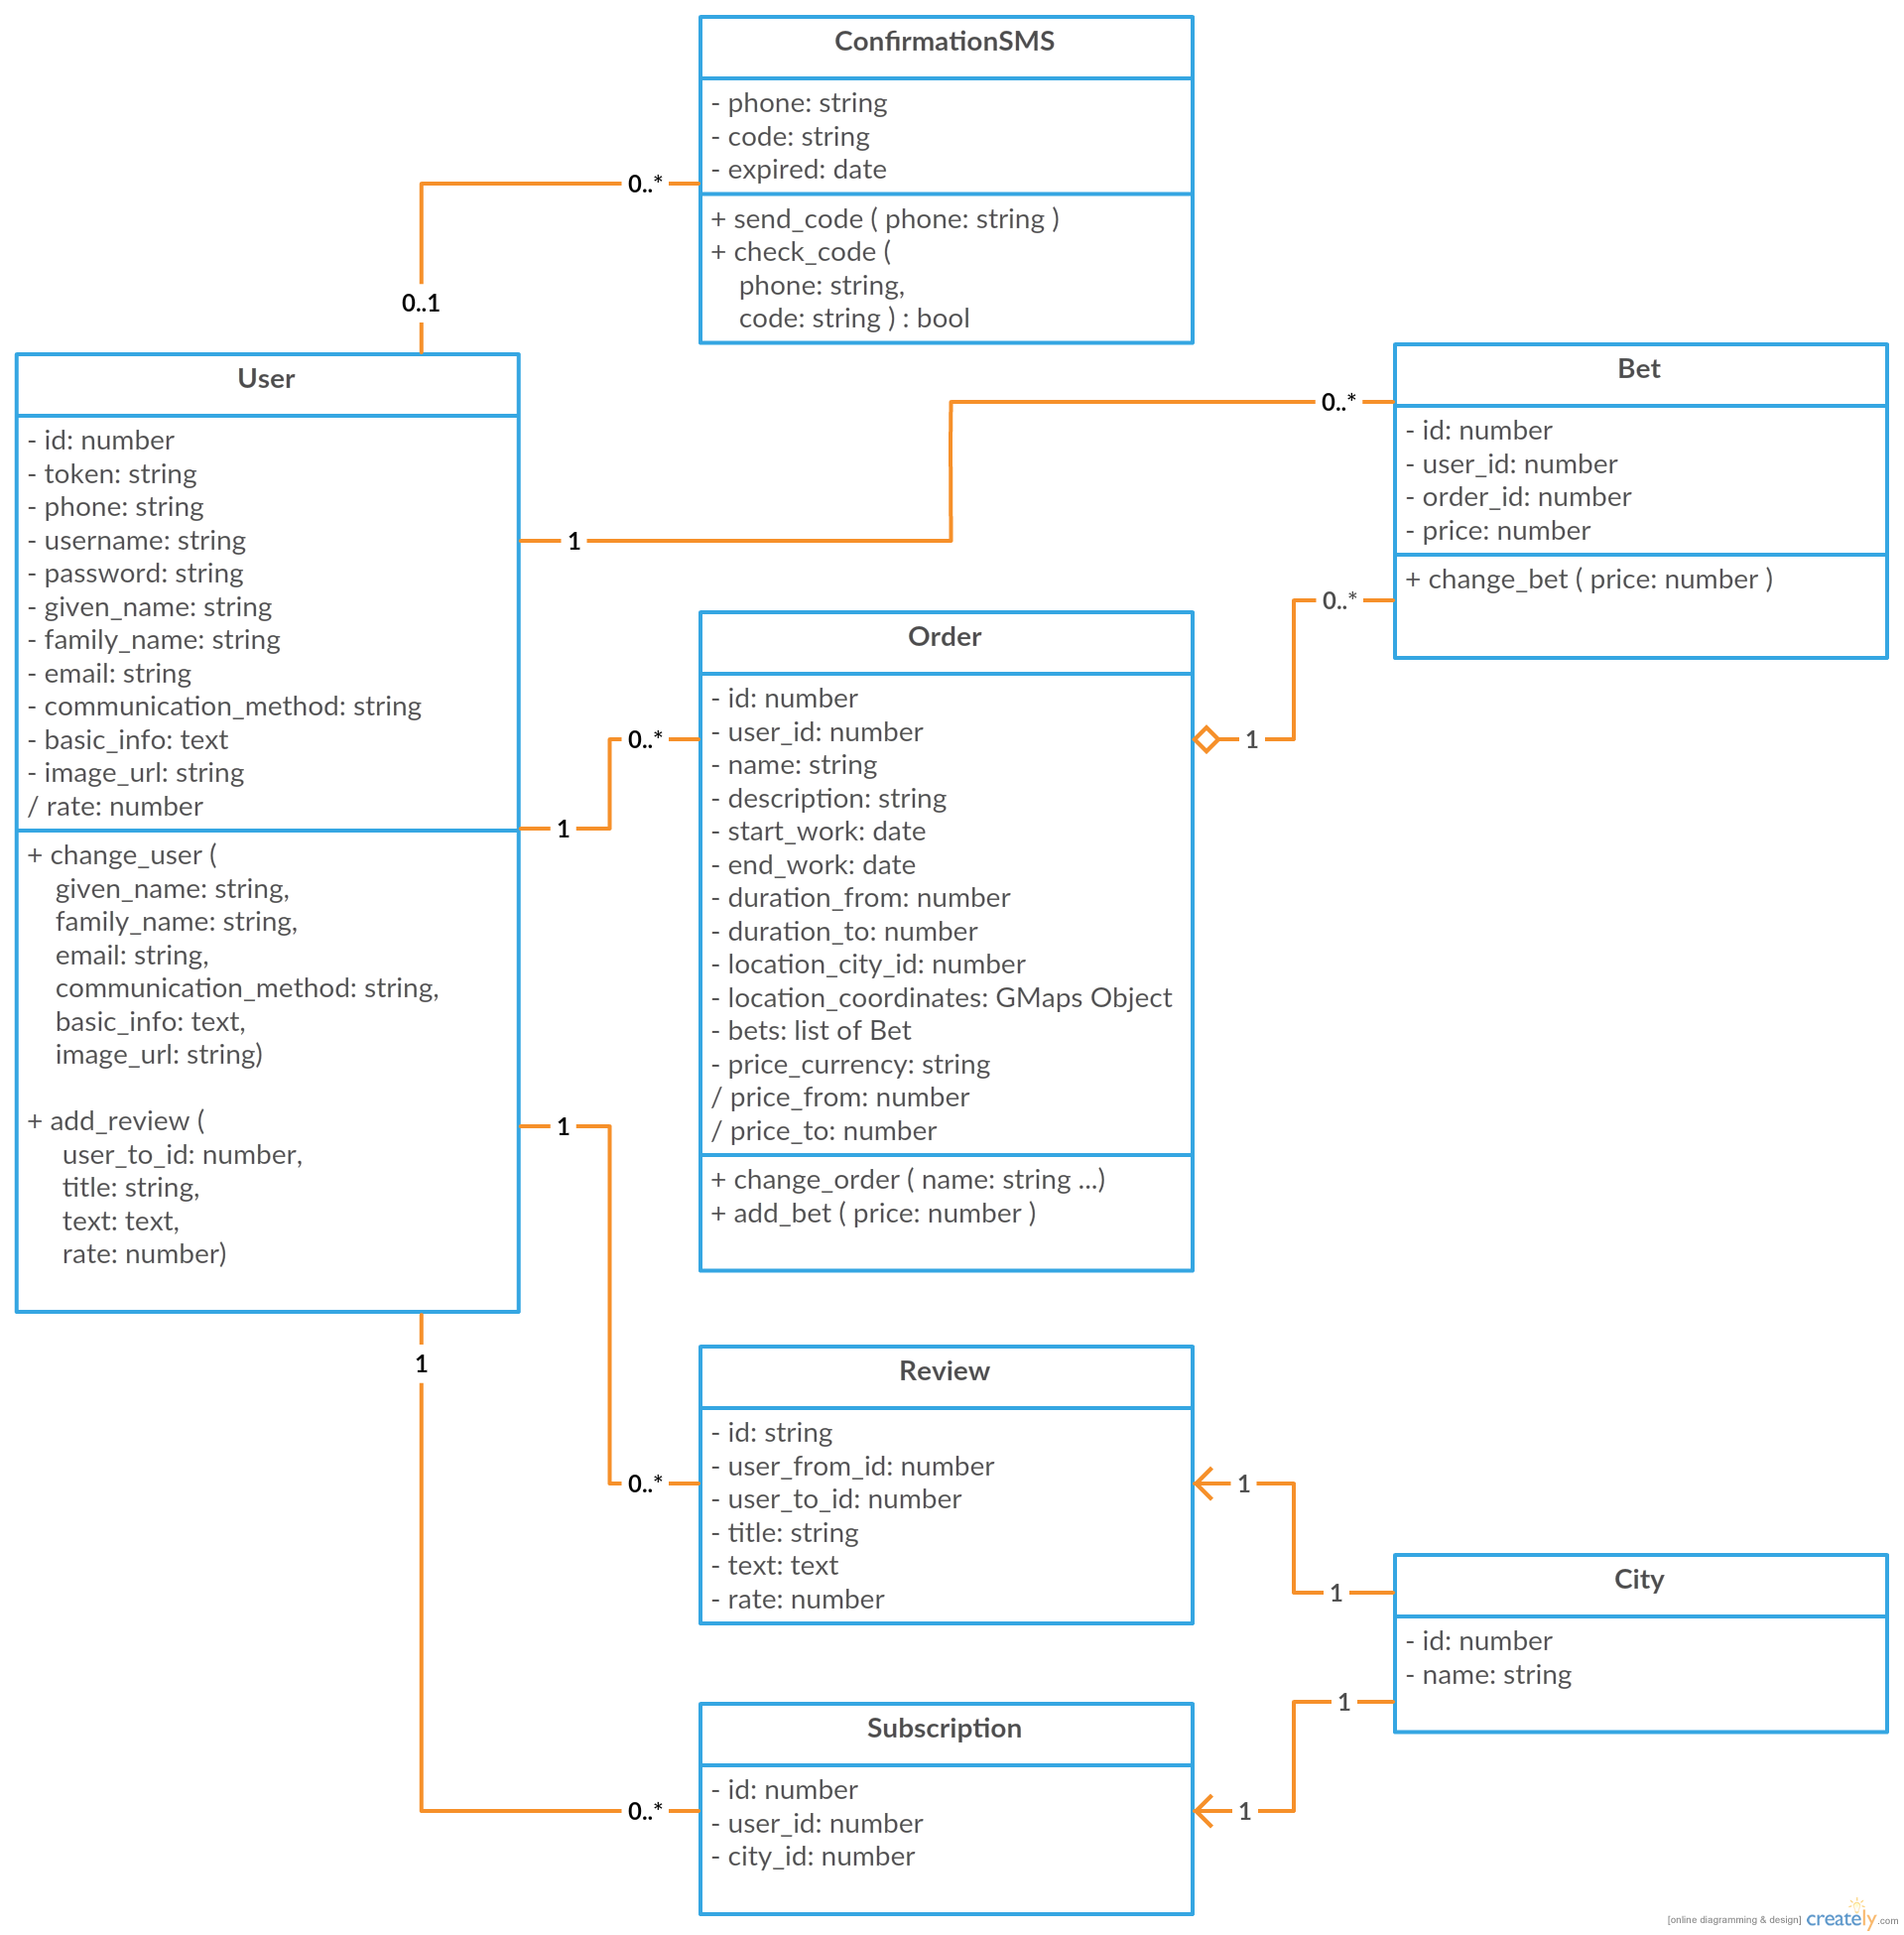 ConfirmationSMS
- phone: string
- code: string
- expired: date
+ send_code ( phone: string )
+ check_code (
phone: string,
code: string ) : bool
0..*
0..1
User
- id: number
- token: string
- phone: string
- username: string
- password: string
- given_name: string
- family_name: string
- email: string
- communication_method: string
- basic_info: text
- image_url: string
/ rate: number
+ change_user (
given_name: string,
family_name: string,
email: string,
communication_method: string,
basic_info: text,
image_url: string)
+ add_review (
user_to_id: number,
title: string,
text: text,
rate: number)
1
0..*
Bet
- id: number
- user_id: number
- order_id: number
- price: number
+ change_bet ( price: number )
0..*
1
1
0..*
Order
- id: number
- user_id: number
- name: string
- description: string
- start_work: date
- end_work: date
- duration_from: number
- duration_to: number
- location_city_id: number
- location_coordinates: GMaps Object
- bets: list of Bet
- price_currency: string
/ price_from: number
/ price_to: number
+ change_order ( name: string ...)
+ add_bet ( price: number )
1
0..*
Review
- id: string
- user_from_id: number
- user_to_id: number
- title: string
- text: text
- rate: number
1
1
City
- id: number
- name: string
1
1
1
0..*
Subscription
- id: number
- user_id: number
- city_id: number
[online diagramming & design] creately.com